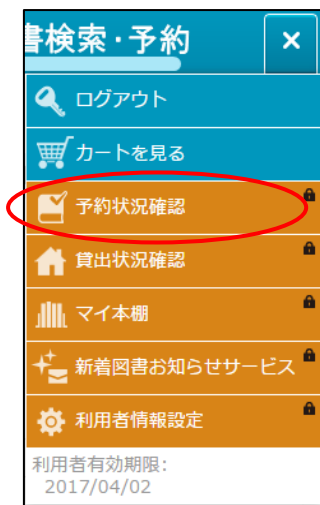 書検索・予約
ログアウト
カートを見る
予約状況確認
貸出状況確認
マイ本棚
新着図書お知らせサービス
利用者情報設定
利用者有効期限:
2017/04/02